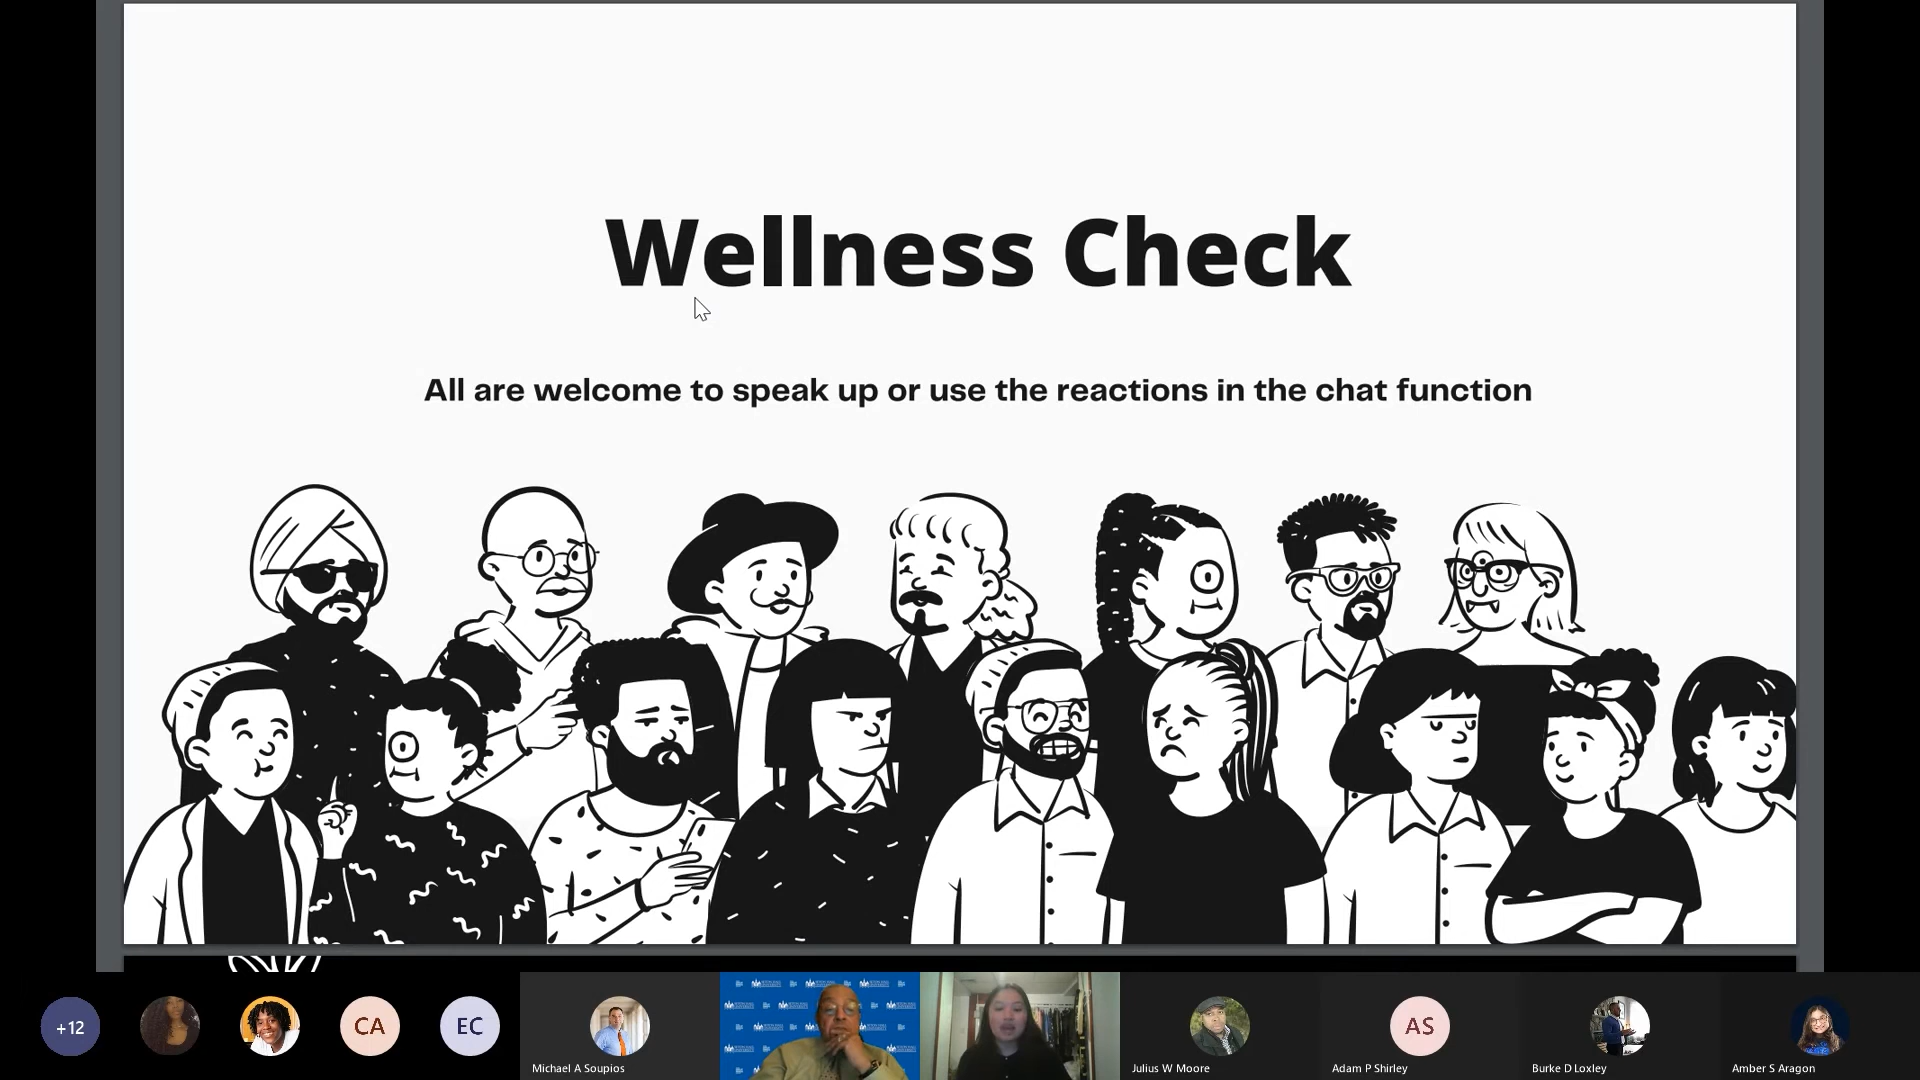 Wellness Check
All are welcome to speak up or use the reactions in the chat function
+12
CA
EC
Michael A Soupios
Julius W Moore
AS
Adam P Shirley
Burke D Loxley
Amber S Aragon